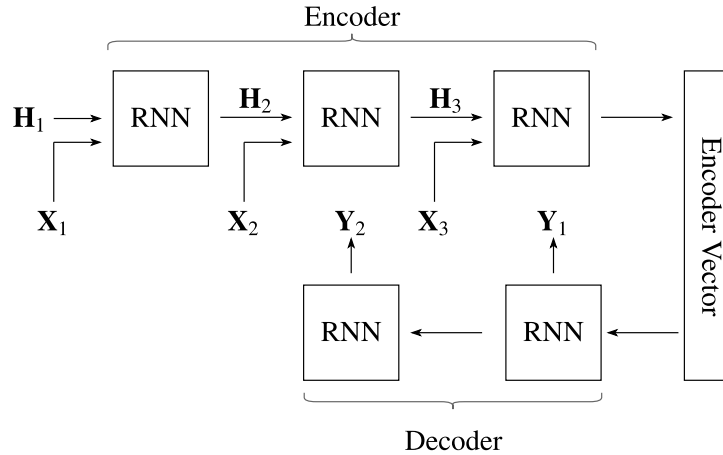 Encoder
H₁
RNN
H₂
RNN
H₃
RNN
Encoder Vector
X₁
X₂
Y₂
X₃
Y₁
RNN
RNN
Decoder